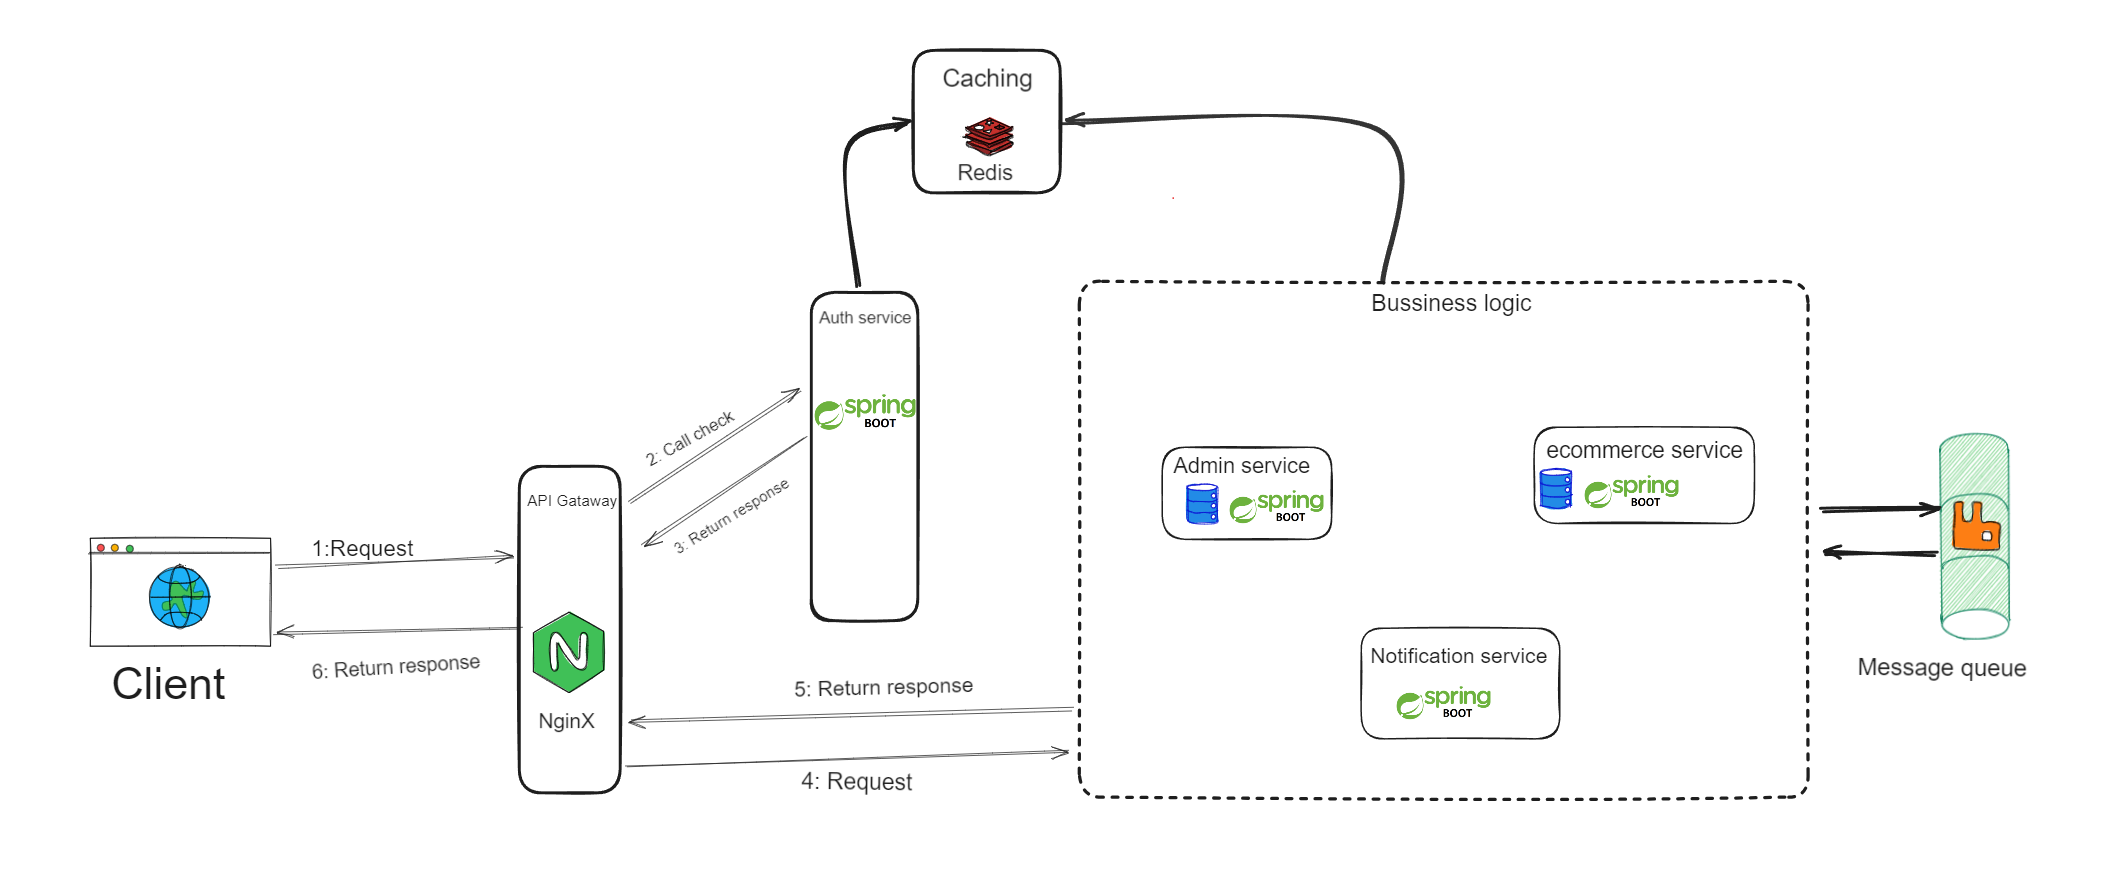 Caching
Redis
Bussiness logic
Auth service
spring
BOOT
2: Call check
3: Return response
API Gataway
NginX
1:Request
6: Return response
Client
5: Return response
4: Request
Admin service
spring
BOOT
ecommerce service
spring
BOOT
Notification service
spring
BOOT
Message queue